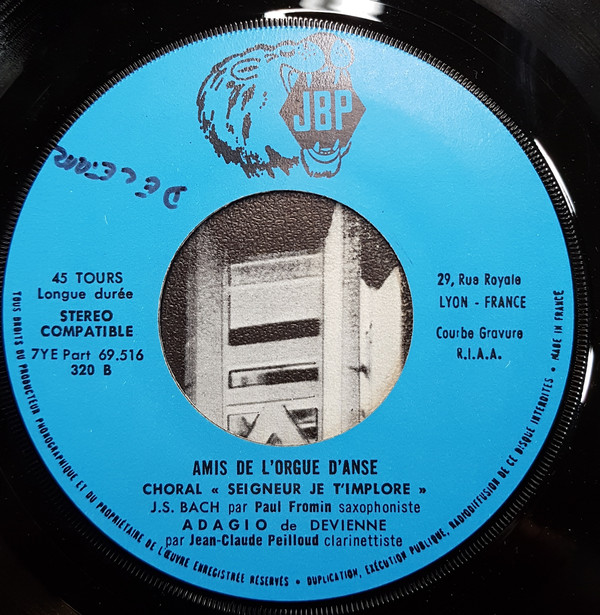 JBP
45 TOURS
Longue durée
STEREO
COMPATIBLE
7YE Part 69.516
320 B
29, Rue Royale
LYON - FRANCE
Courbe Gravure
R.I.A.A.
AMIS DE L'ORGUE D'ANSE
CHORAL « SEIGNEUR JE T'IMPLORE »
J.S. BACH par Paul Fromin saxophoniste
ADAGIO de DEVIENNE
par Jean-Claude Peilloud clarinettiste
TOUS DROITS DU PRODUCTEUR PHONOGRAPHIQUE ET DU PROPRIÉTAIRE DE L'ŒUVRE ENREGISTRÉE RÉSERVÉS • DUPLICATION, EXÉCUTION PUBLIQUE, RADIODIFFUSION DE CE DISQUE INTERDITES • MADE IN FRANCE